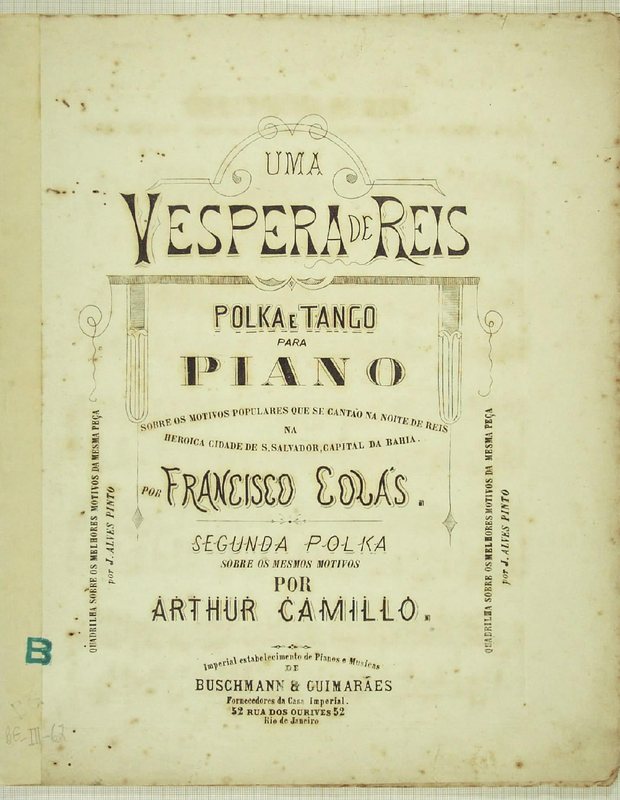 UMA
VESPERA DE REIS
POLKA E TANGO
PARA
PIANO
SOBRE OS MOTIVOS POPULARES QUE SE CANTÃO NA NOITE DE REIS
NA
HEROICA CIDADE DE S. SALVADOR, CAPITAL DA BAHIA.
POR FRANCISCO COLÁS.
SEGUNDA POLKA
SOBRE OS MESMOS MOTIVOS
POR
ARTHUR CAMILLO.
QUADRILHA SOBRE OS MELHORES MOTIVOS DA MESMA PEÇA
por J. ALVES PINTO
QUADRILHA SOBRE OS MELHORES MOTIVOS DA MESMA PEÇA
por J. ALVES PINTO
Imperial estabelecimento de Pianos e Musicas
DE
BUSCHMANN & GUIMARÃES
Fornecedores da Casa Imperial.
52 RUA DOS OURIVES 52
Rio de Janeiro
B